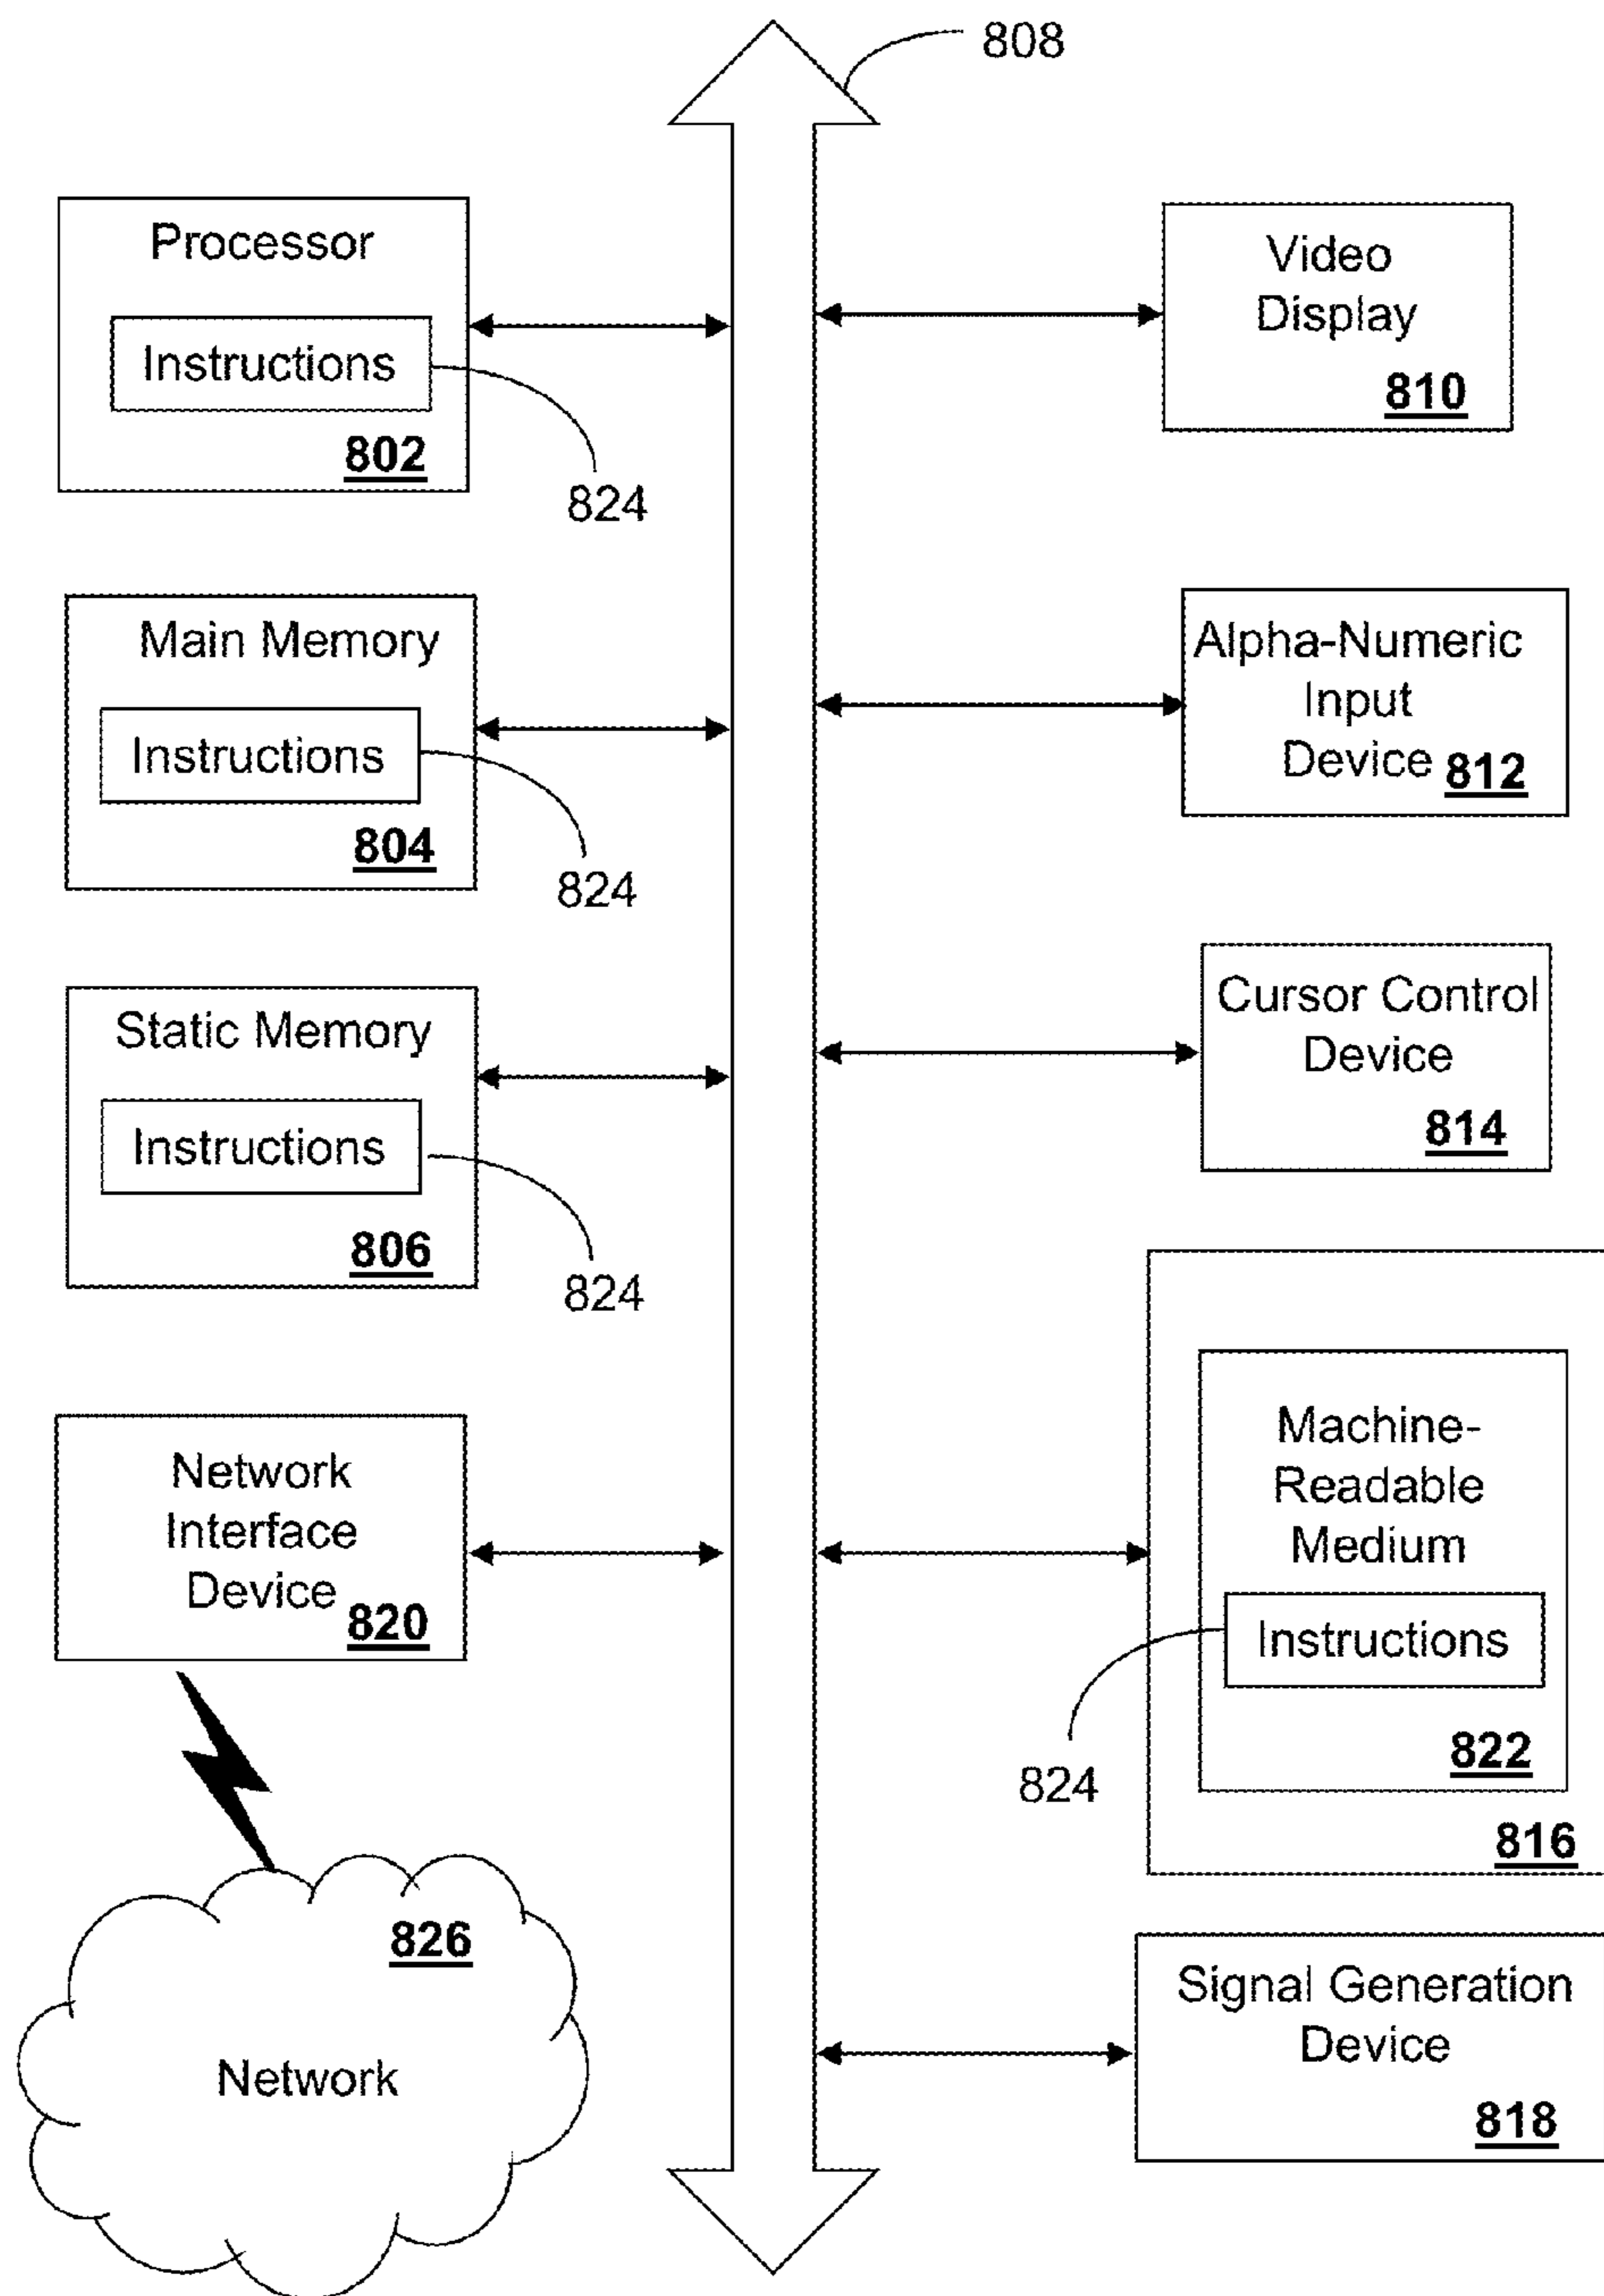 808
Processor
Instructions
802
824
Main Memory
Instructions
804
824
Static Memory
Instructions
806
824
Network
Interface
Device
820
826
Network
Video
Display
810
Alpha-Numeric
Input
Device 812
Cursor Control
Device
814
Machine-
Readable
Medium
Instructions
822
824
816
Signal Generation
Device
818